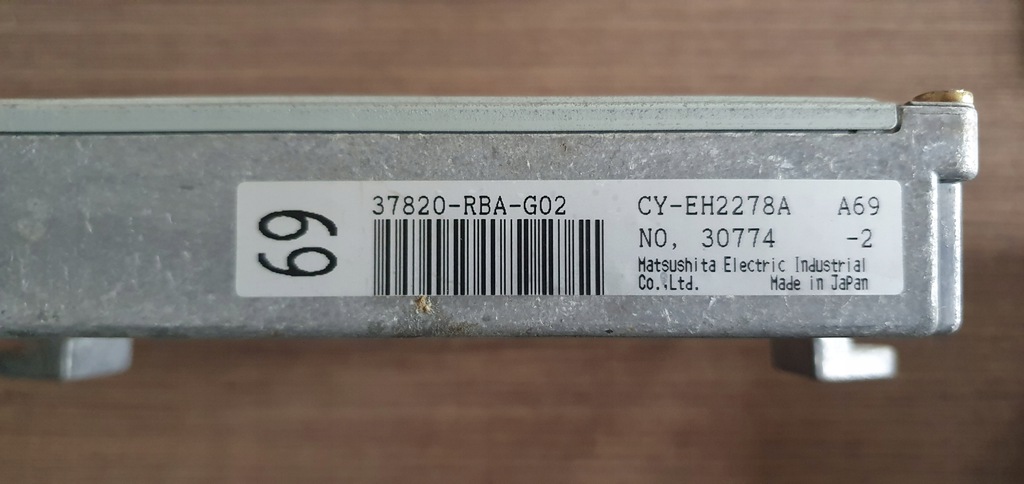 69
37820-RBA-G02
CY-EH2278A A69
NO, 30774 -2
Matsushita Electric Industrial
Co.,Ltd. Made in JaPan